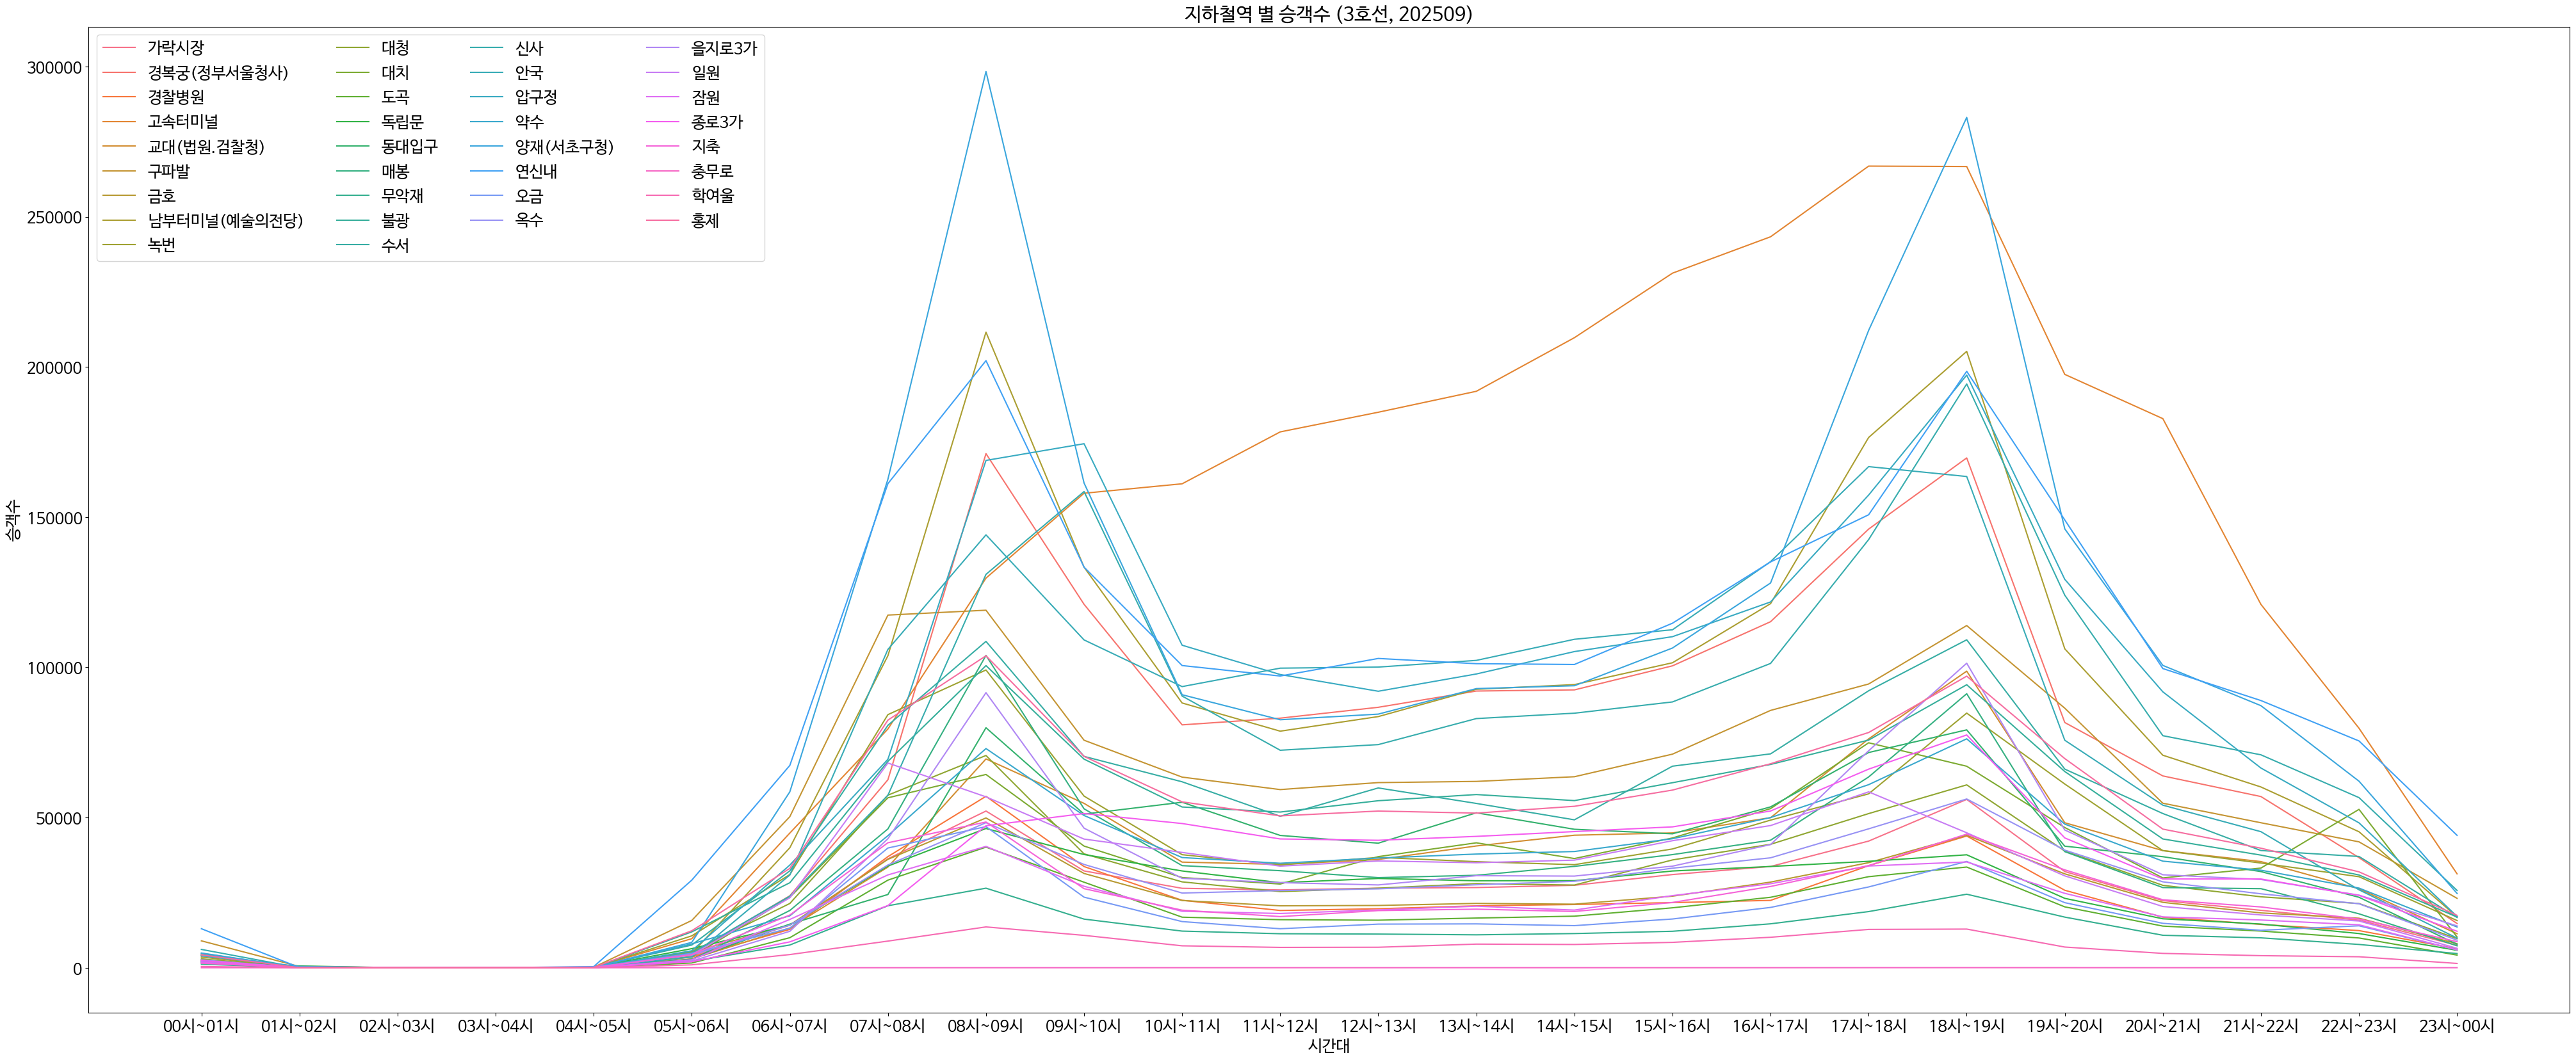 지하철역 별 승객수 (3호선, 202509)
가락시장
경복궁(정부서울청사)
경찰병원
고속터미널
교대(법원.검찰청)
구파발
금호
남부터미널(예술의전당)
녹번
대청
대치
도곡
독립문
동대입구
매봉
무악재
불광
수서
신사
안국
압구정
약수
양재(서초구청)
연신내
오금
옥수
을지로3가
일원
잠원
종로3가
지축
충무로
학여울
홍제
승객수
300000
250000
200000
150000
100000
50000
0
00시~01시 01시~02시 02시~03시 03시~04시 04시~05시 05시~06시 06시~07시 07시~08시 08시~09시 09시~10시 10시~11시 11시~12시 12시~13시 13시~14시 14시~15시 15시~16시 16시~17시 17시~18시 18시~19시 19시~20시 20시~21시 21시~22시 22시~23시 23시~00시
시간대